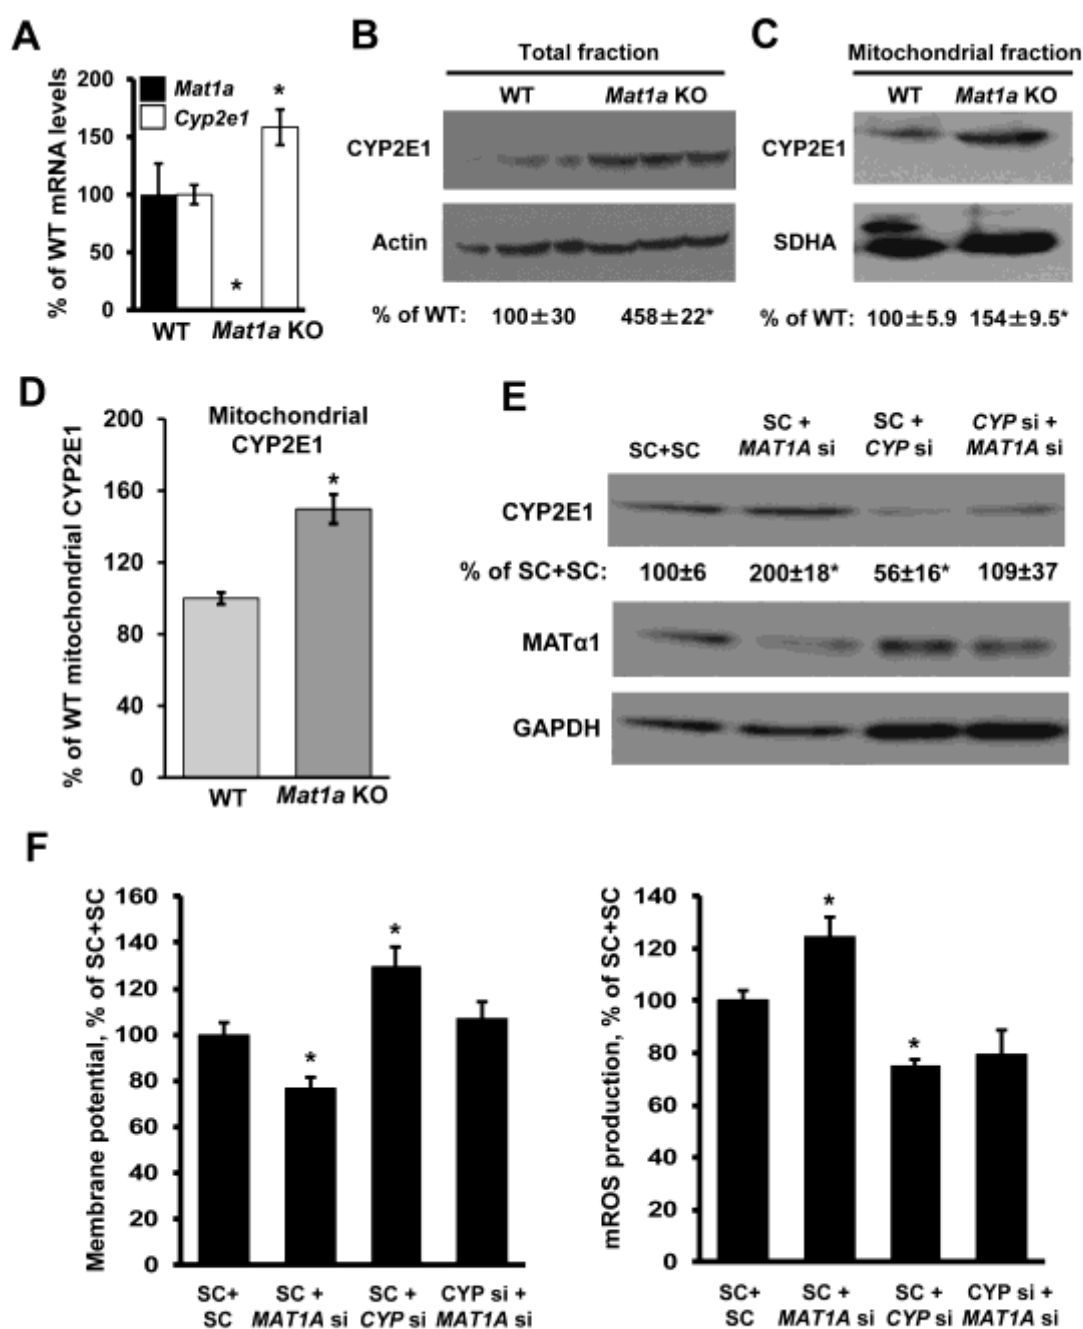 A
% of WT mRNA levels
200
150
100
50
0
Mat1a
Cyp2e1
*
*
WT
Mat1a KO
B
Total fraction
WT
Mat1a KO
CYP2E1
Actin
% of WT: 100±30 458±22*
C
Mitochondrial fraction
WT
Mat1a KO
CYP2E1
SDHA
% of WT: 100±5.9 154±9.5*
D
Mitochondrial
CYP2E1
% of WT mitochondrial CYP2E1
200
160
120
80
40
0
*
WT
Mat1a KO
E
SC+SC
SC +
MAT1A si
SC +
CYP si
CYP si +
MAT1A si
CYP2E1
% of SC+SC: 100±6 200±18* 56±16* 109±37
MATα1
GAPDH
F
Membrane potential, % of SC+SC
160
140
120
100
80
60
40
20
0
*
*
SC+
SC
SC +
MAT1A si
SC +
CYP si
CYP si +
MAT1A si
mROS production, % of SC+SC
140
120
100
80
60
40
20
0
*
*
SC+
SC
SC +
MAT1A si
SC +
CYP si
CYP si +
MAT1A si